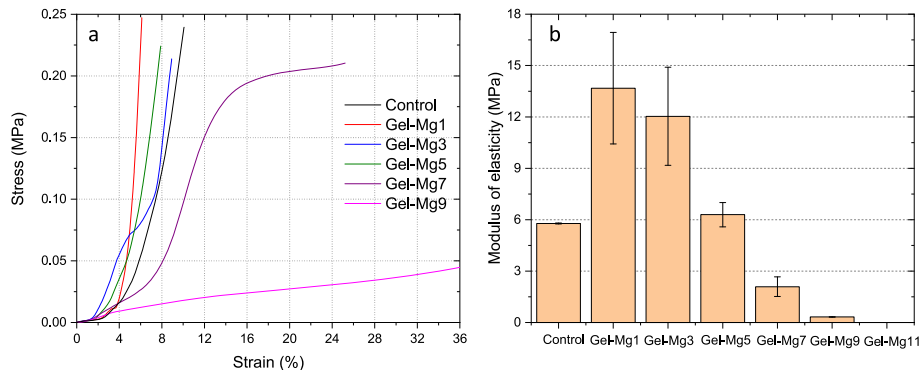 a
0.25
0.20
0.15
0.10
0.05
0.00
Stress (MPa)
0 4 8 12 16 20 24 28 32 36
Strain (%)
Control
Gel-Mg1
Gel-Mg3
Gel-Mg5
Gel-Mg7
Gel-Mg9
b
18
15
12
9
6
3
0
Modulus of elasticity (MPa)
Control Gel-Mg1 Gel-Mg3 Gel-Mg5 Gel-Mg7 Gel-Mg9 Gel-Mg11